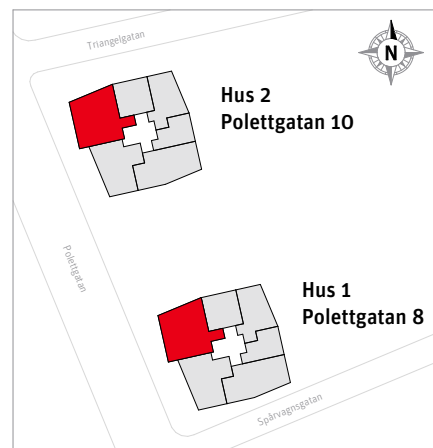 Triangelgatan
N
Hus 2
Polettgatan 10
Polettgatan
Hus 1
Polettgatan 8
Spårvagnsgatan